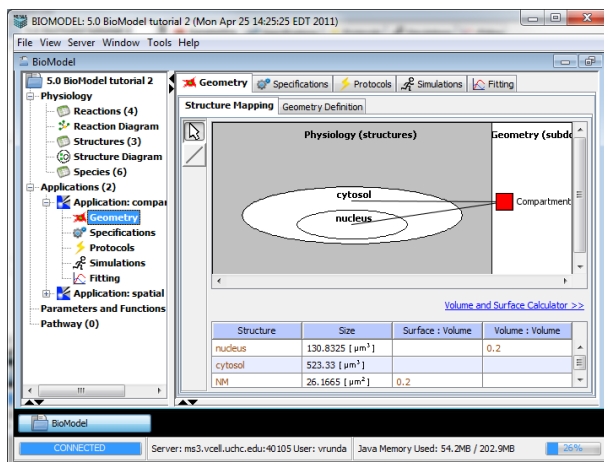 BIOMODEL: 5.0 BioModel tutorial 2 (Mon Apr 25 14:25:25 EDT 2011)
File View Server Window Tools Help
BioModel
5.0 BioModel tutorial 2
Physiology
Reactions (4)
Reaction Diagram
Structures (3)
Structure Diagram
Species (6)
Applications (2)
Application: compar
Geometry
Specifications
Protocols
Simulations
Fitting
Application: spatial
Parameters and Functions
Pathway (0)
Geometry Specifications Protocols Simulations Fitting
Structure Mapping Geometry Definition
Physiology (structures) Geometry (subdo
cytosol
nucleus
Compartment
Volume and Surface Calculator >>
Structure Size Surface : Volume Volume : Volume
nucleus 130.8325 [ µm³ ] 0.2
cytosol 523.33 [ µm³ ]
NM 26.1665 [ µm² ] 0.2
BioModel
CONNECTED Server: ms3.vcell.uchc.edu:40105 User: vrunda Java Memory Used: 54.2MB / 202.9MB 26%